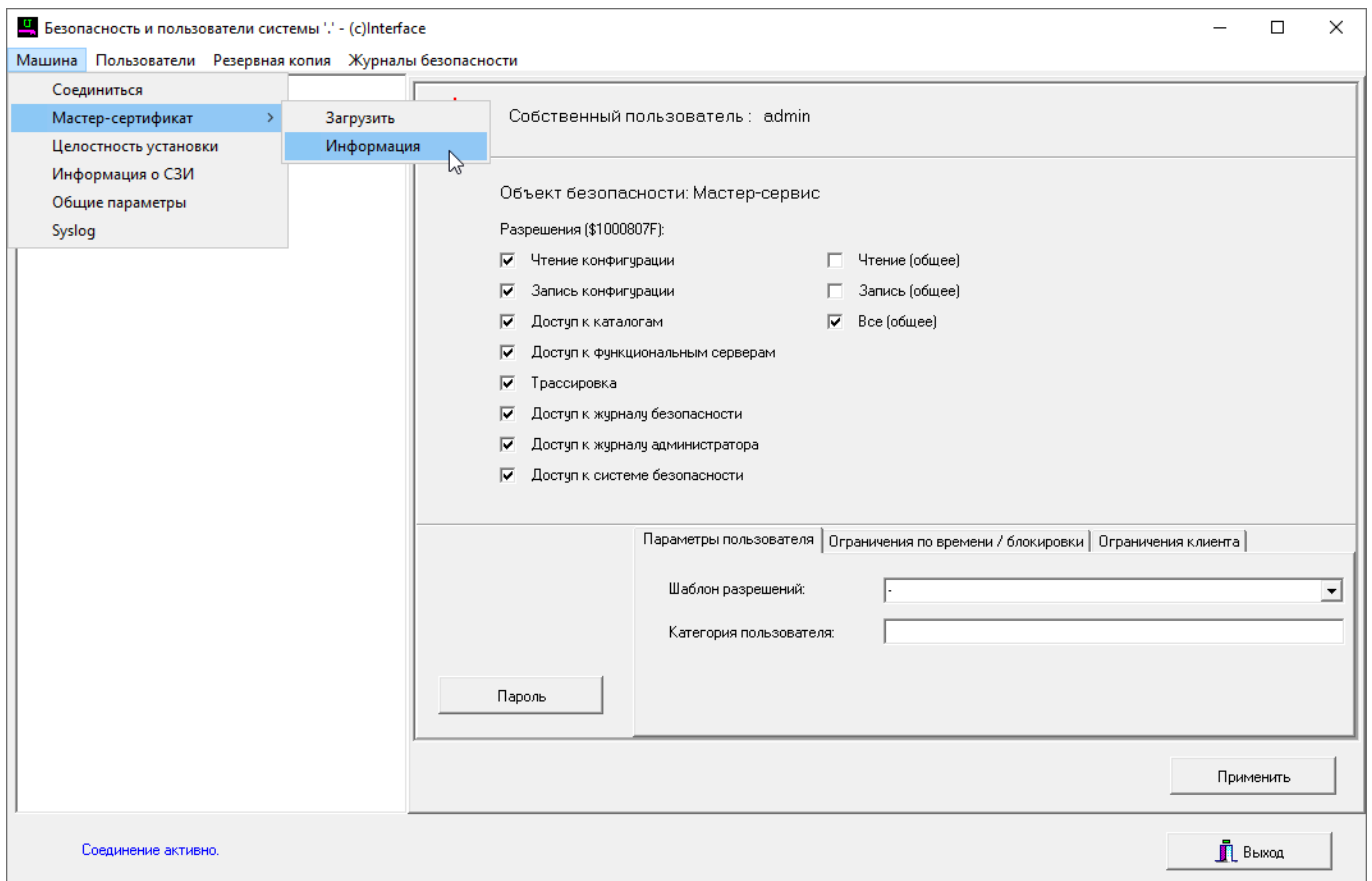 Безопасность и пользователи системы '.' - (c)Interface
Машина Пользователи Резервная копия Журналы безопасности
Соединиться
Мастер-сертификат
Целостность установки
Информация о СЗИ
Общие параметры
Syslog
Загрузить
Информация
Собственный пользователь : admin
Объект безопасности: Мастер-сервис
Разрешения ($1000807F):
Чтение конфигурации Чтение (общее)
Запись конфигурации Запись (общее)
Доступ к каталогам Все (общее)
Доступ к функциональным серверам
Трассировка
Доступ к журналу безопасности
Доступ к журналу администратора
Доступ к системе безопасности
Параметры пользователя Ограничения по времени / блокировки Ограничения клиента
Шаблон разрешений: -
Категория пользователя:
Пароль
Применить
Соединение активно.
Выход